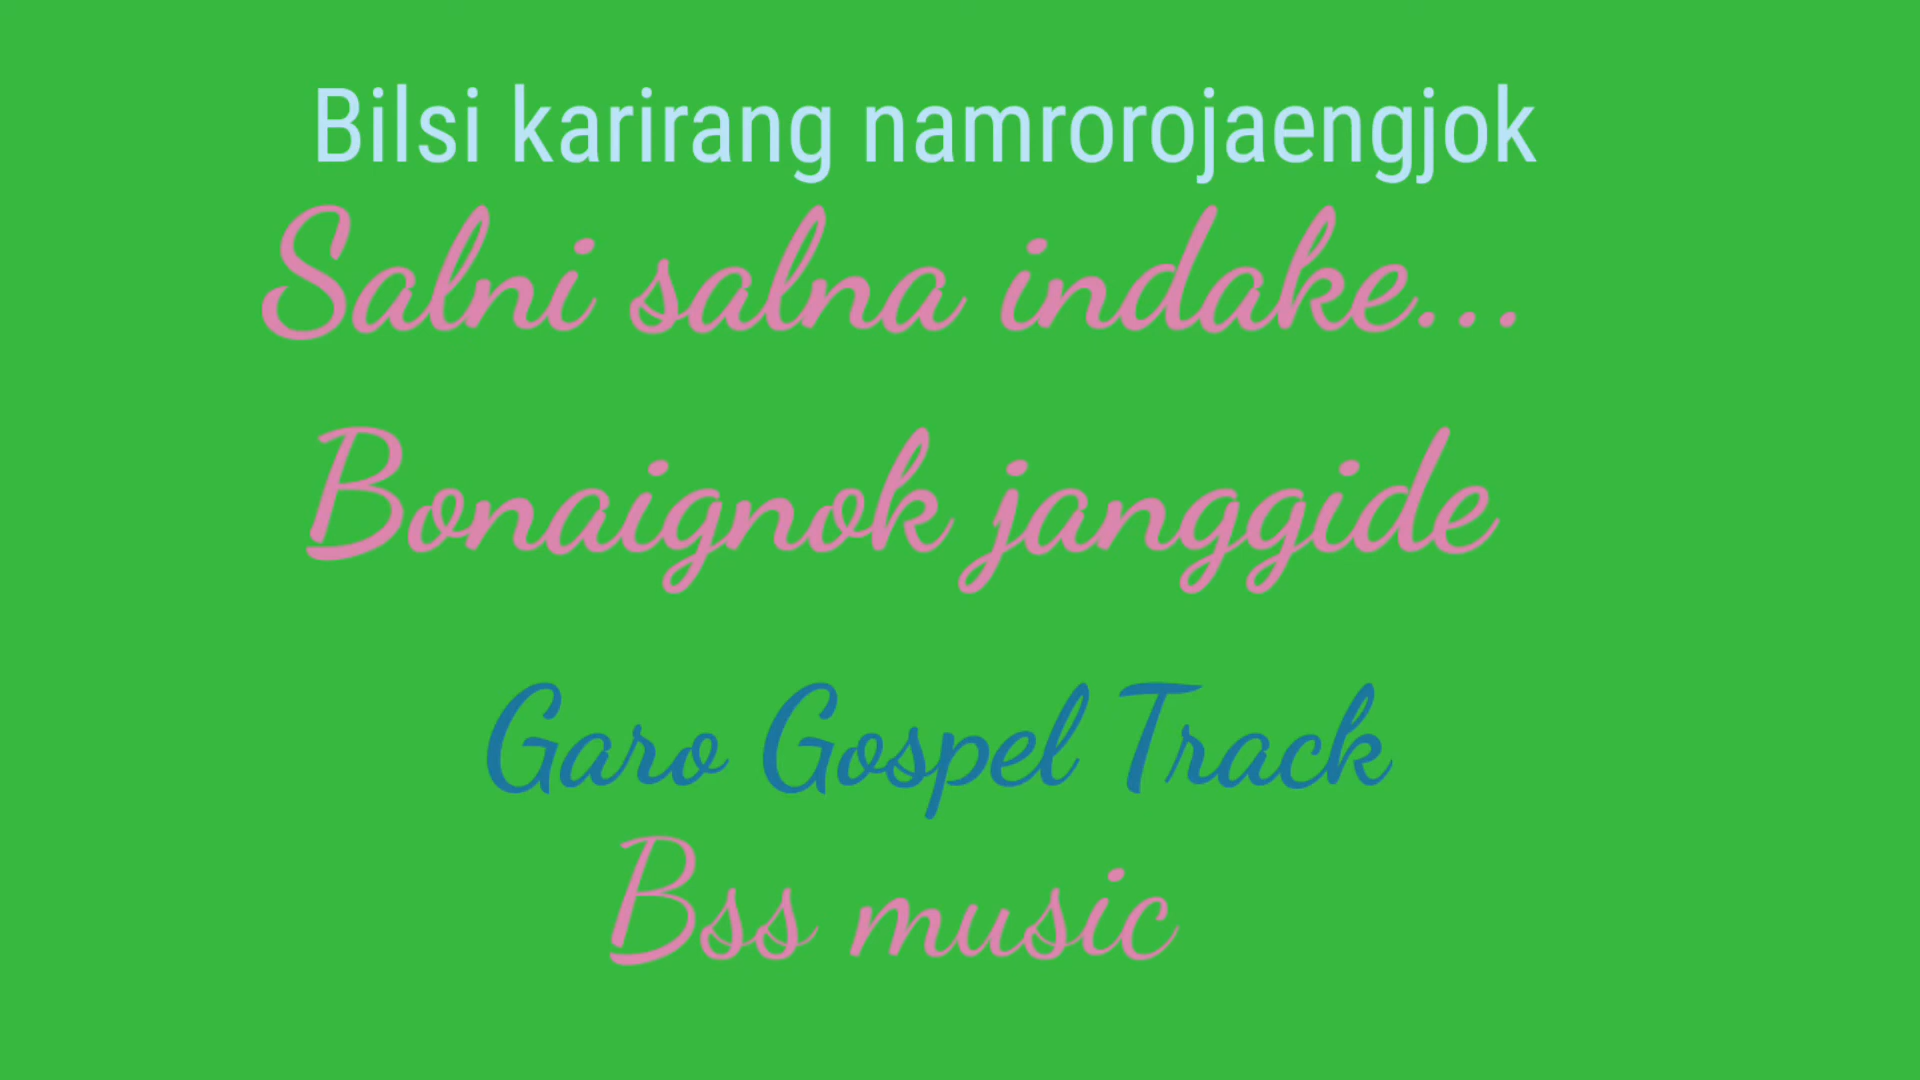 Bilsi karirang namrorojaengjok
Salni salna indake...
Bonaignok janggide
Garo Gospel Track
Bss music